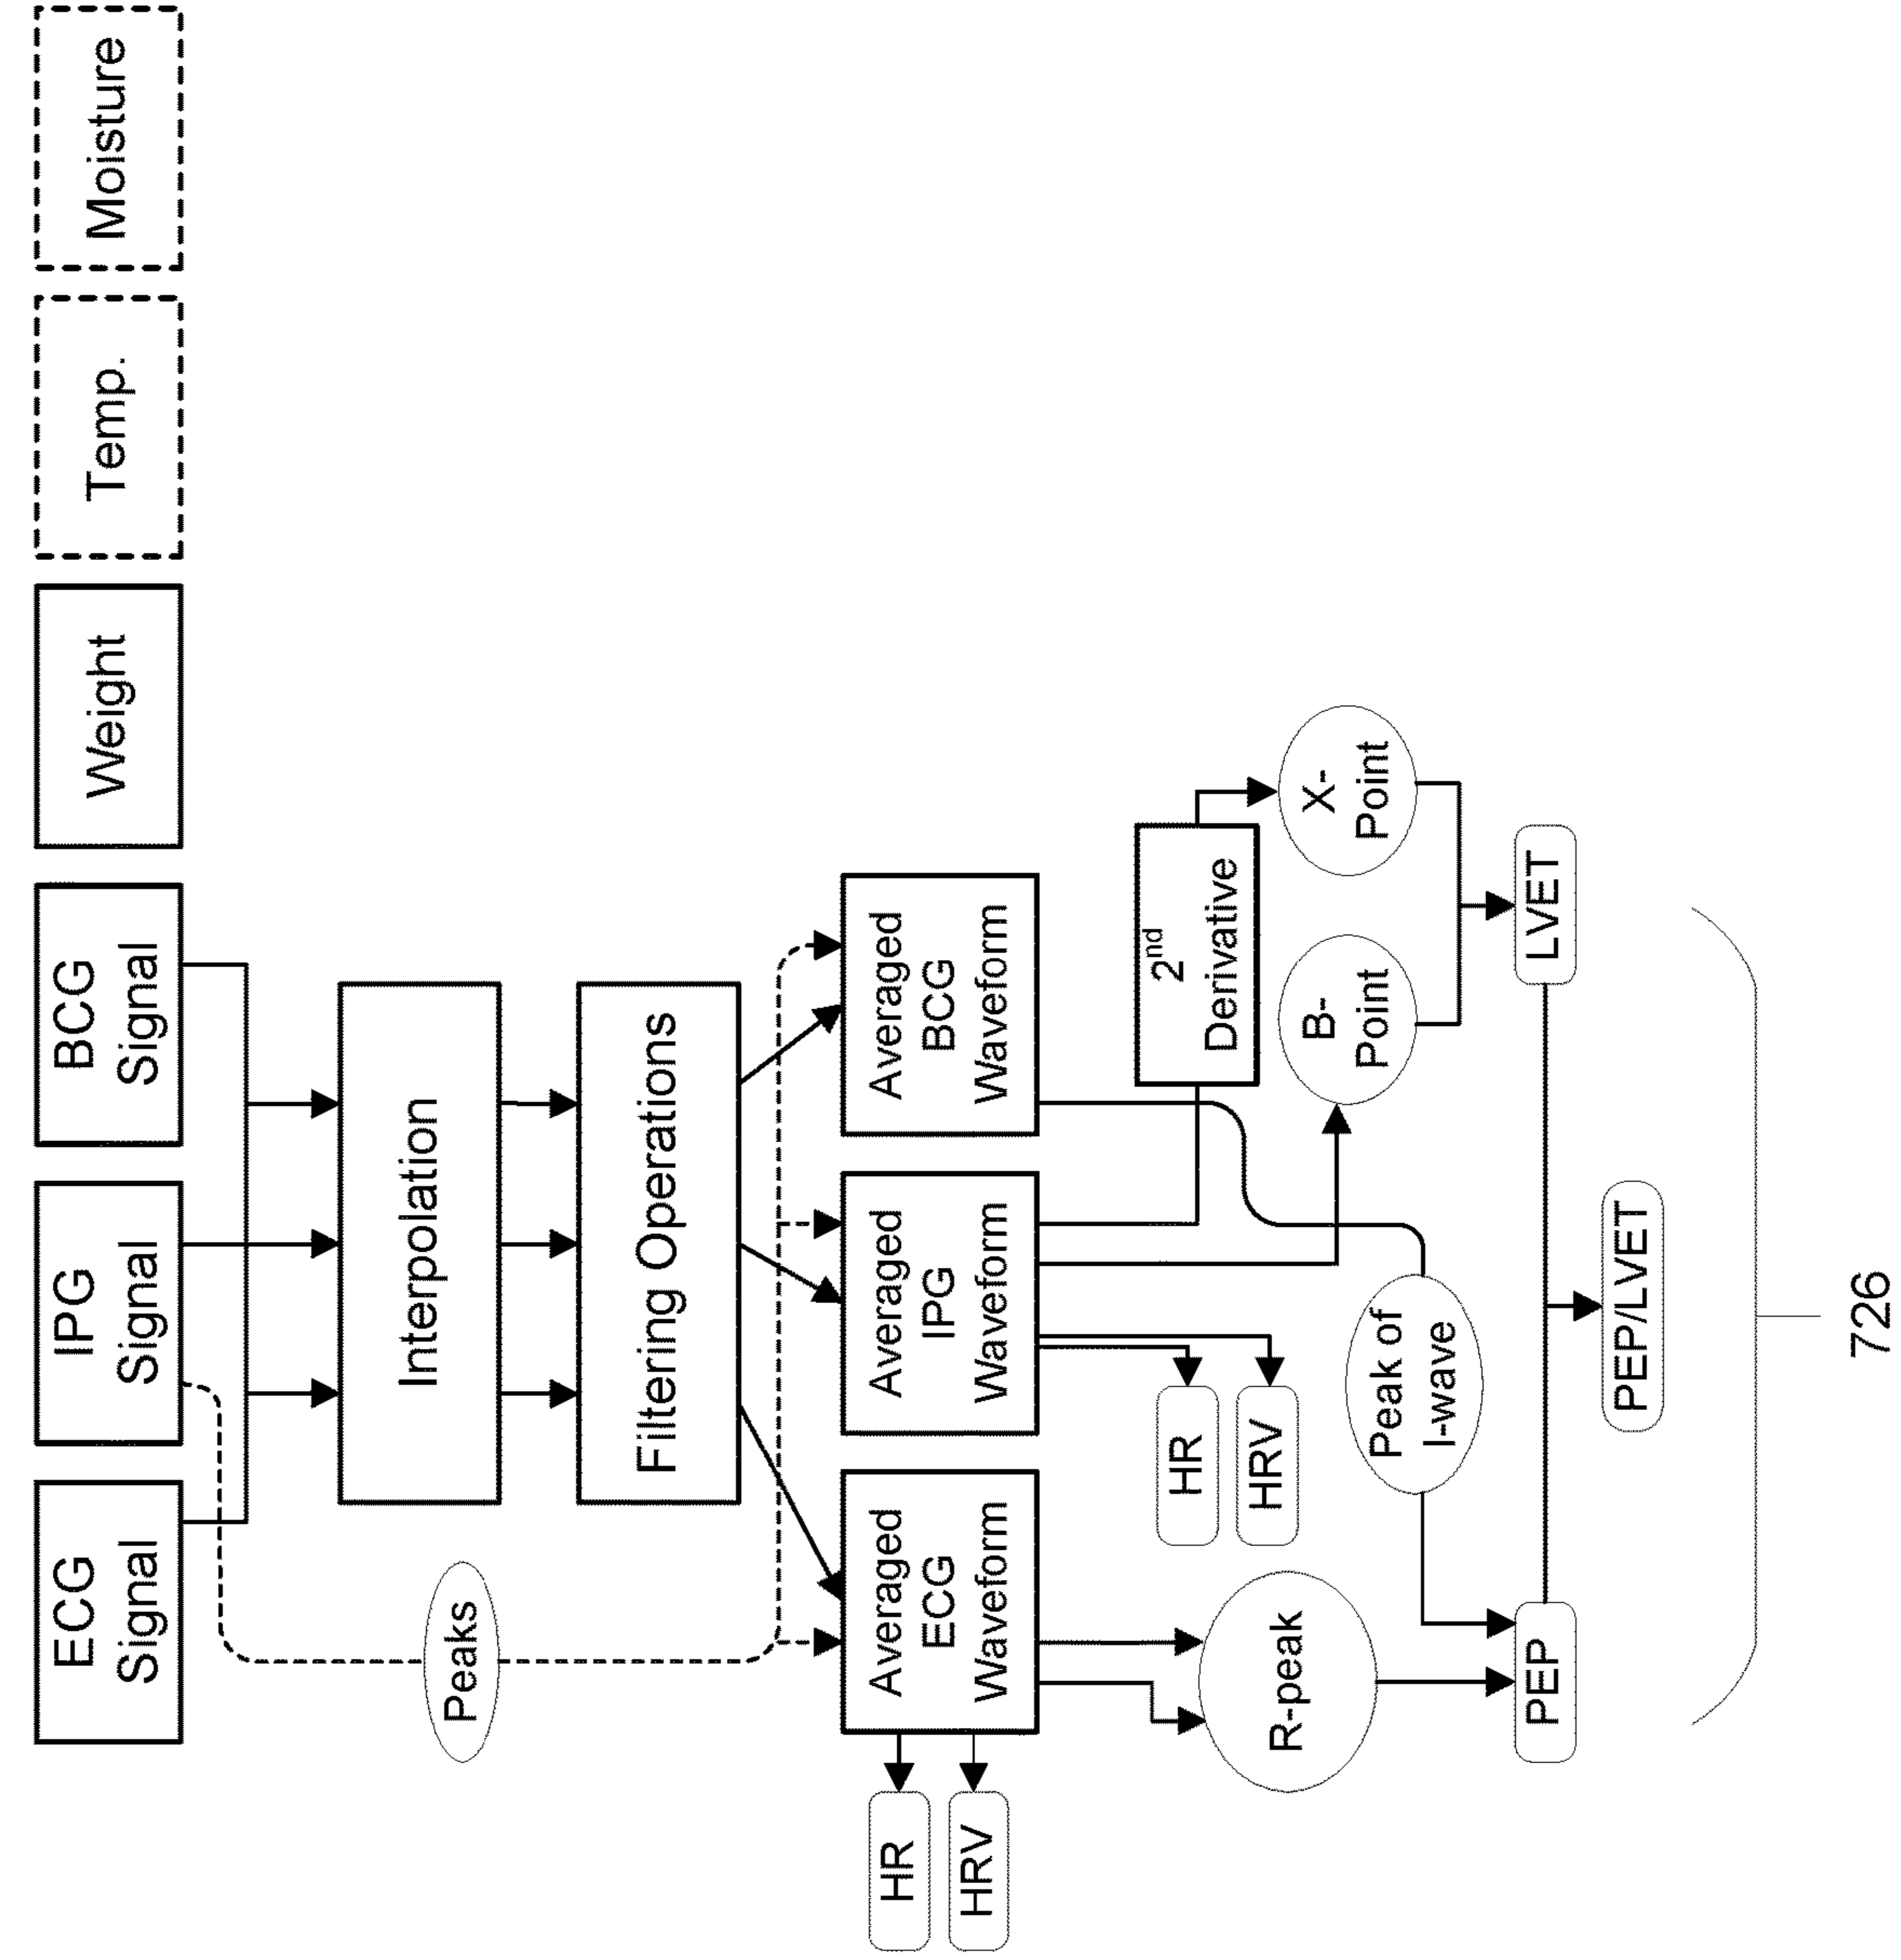 ECG
Signal
IPG
Signal
BCG
Signal
Weight
Temp.
Moisture
Interpolation
Peaks
Filtering Operations
Averaged
ECG
Waveform
Averaged
IPG
Waveform
Averaged
BCG
Waveform
HR
HRV
HR
HRV
2nd
Derivative
R-peak
Peak of
I-wave
B-
Point
X-
Point
PEP
LVET
PEP/LVET
726